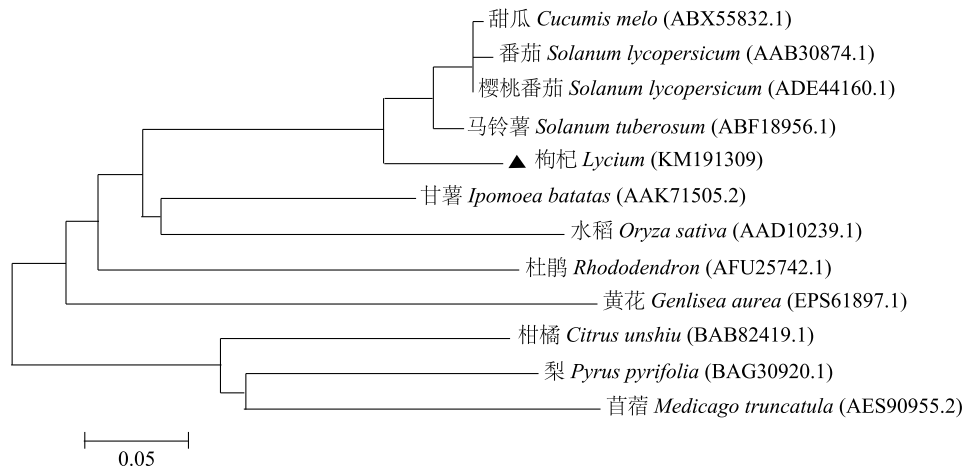 甜瓜 Cucumis melo (ABX55832.1)
番茄 Solanum lycopersicum (AAB30874.1)
樱桃番茄 Solanum lycopersicum (ADE44160.1)
马铃薯 Solanum tuberosum (ABF18956.1)
枸杞 Lycium (KM191309)
甘薯 Ipomoea batatas (AAK71505.2)
水稻 Oryza sativa (AAD10239.1)
杜鹃 Rhododendron (AFU25742.1)
黄花 Genlisea aurea (EPS61897.1)
柑橘 Citrus unshiu (BAB82419.1)
梨 Pyrus pyrifolia (BAG30920.1)
苜蓿 Medicago truncatula (AES90955.2)
0.05